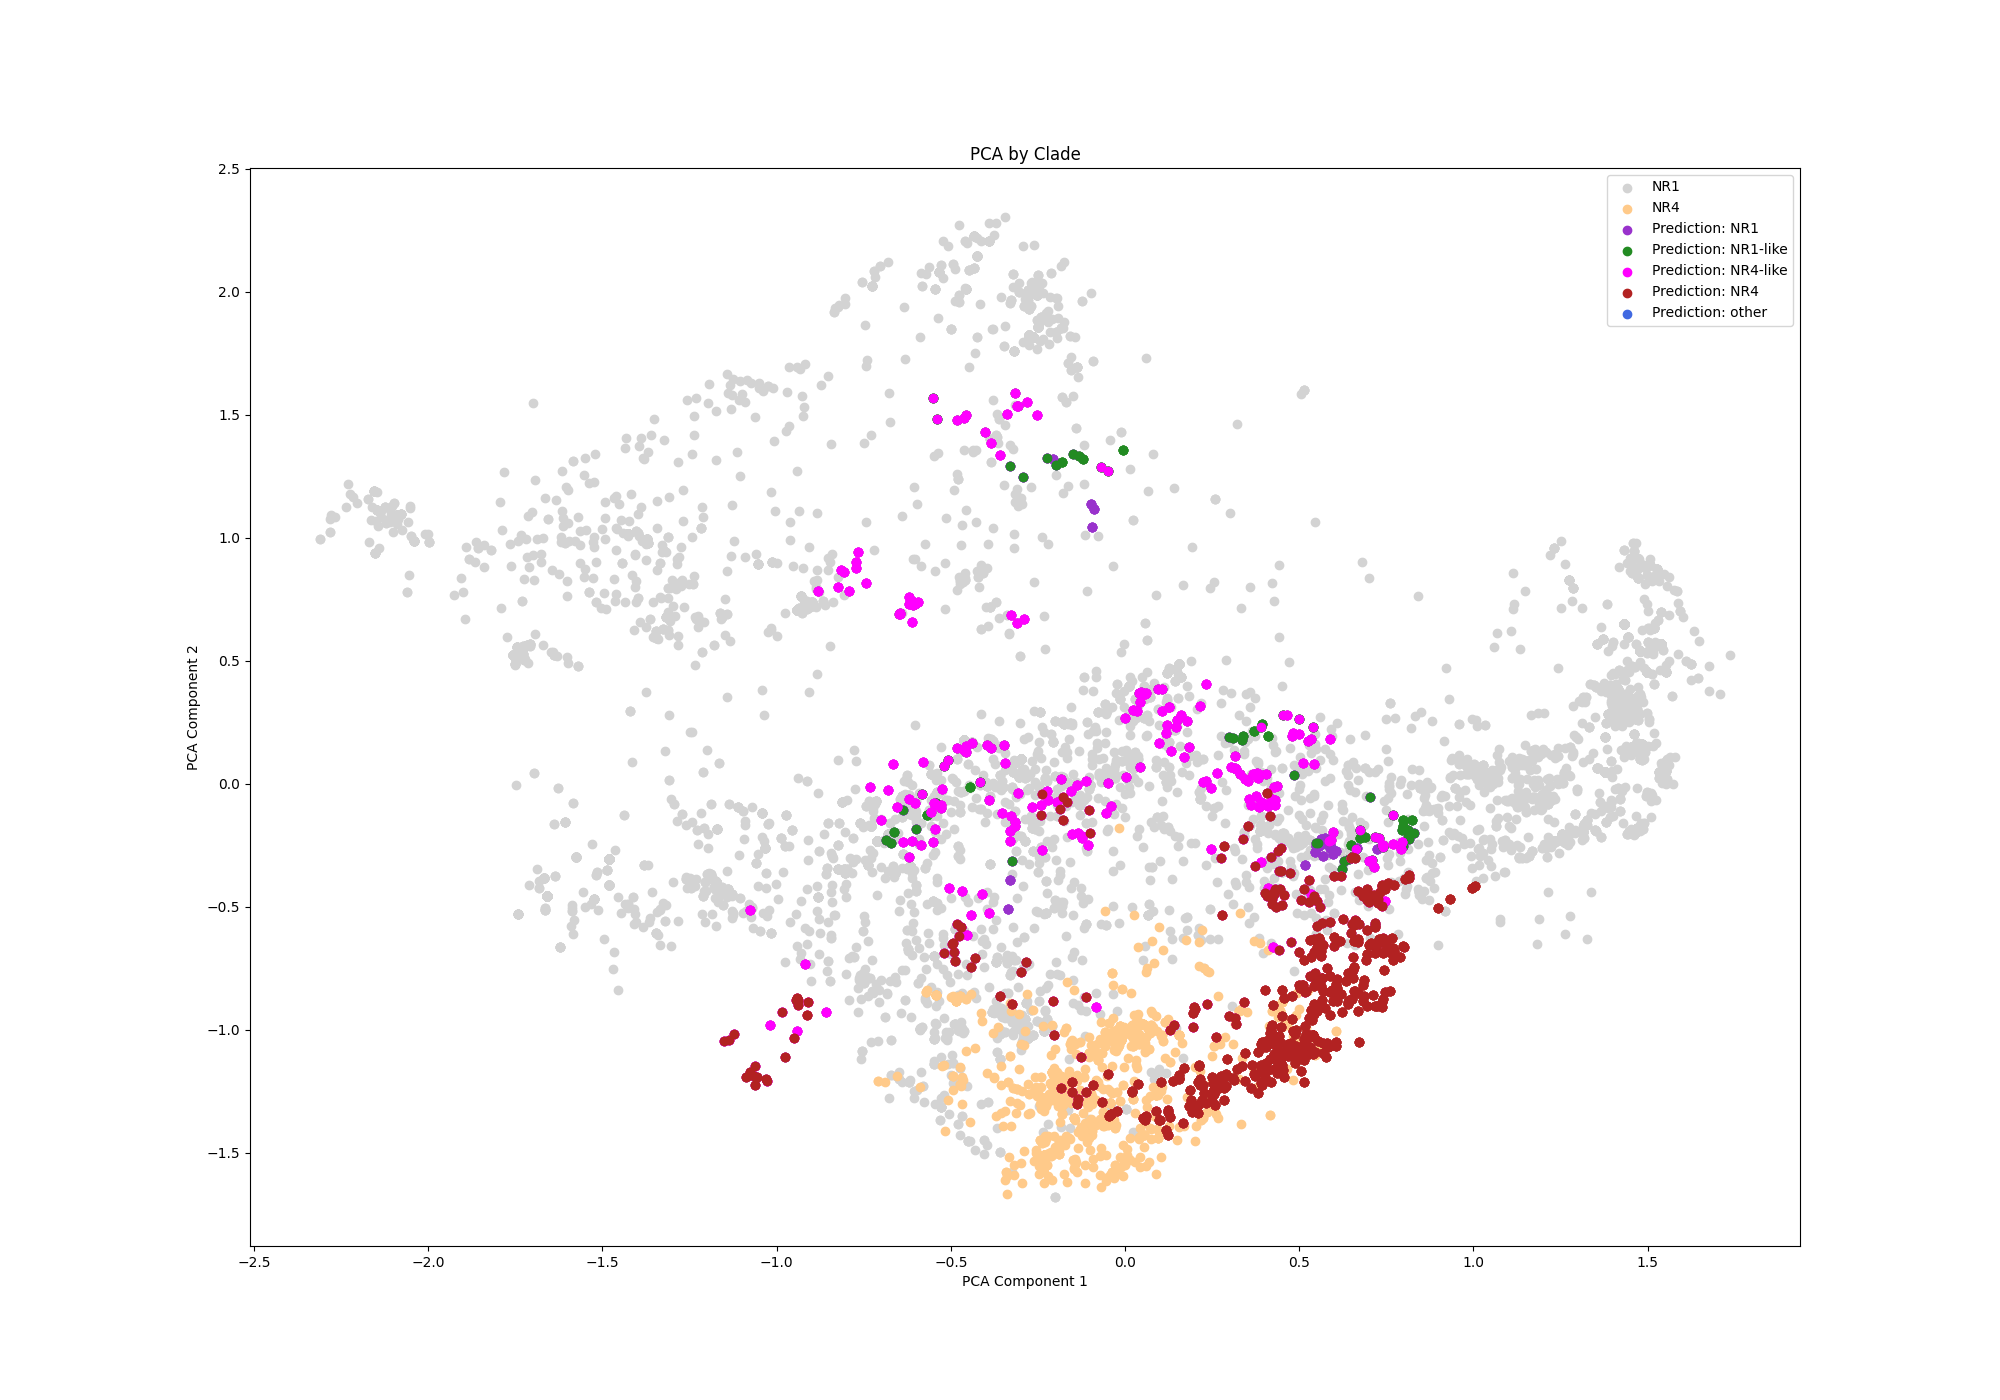 PCA by Clade
2.5
2.0
1.5
1.0
0.5
0.0
−0.5
−1.0
−1.5
PCA Component 2
NR1
NR4
Prediction: NR1
Prediction: NR1-like
Prediction: NR4-like
Prediction: NR4
Prediction: other
−2.5 −2.0 −1.5 −1.0 −0.5 0.0 0.5 1.0 1.5
PCA Component 1